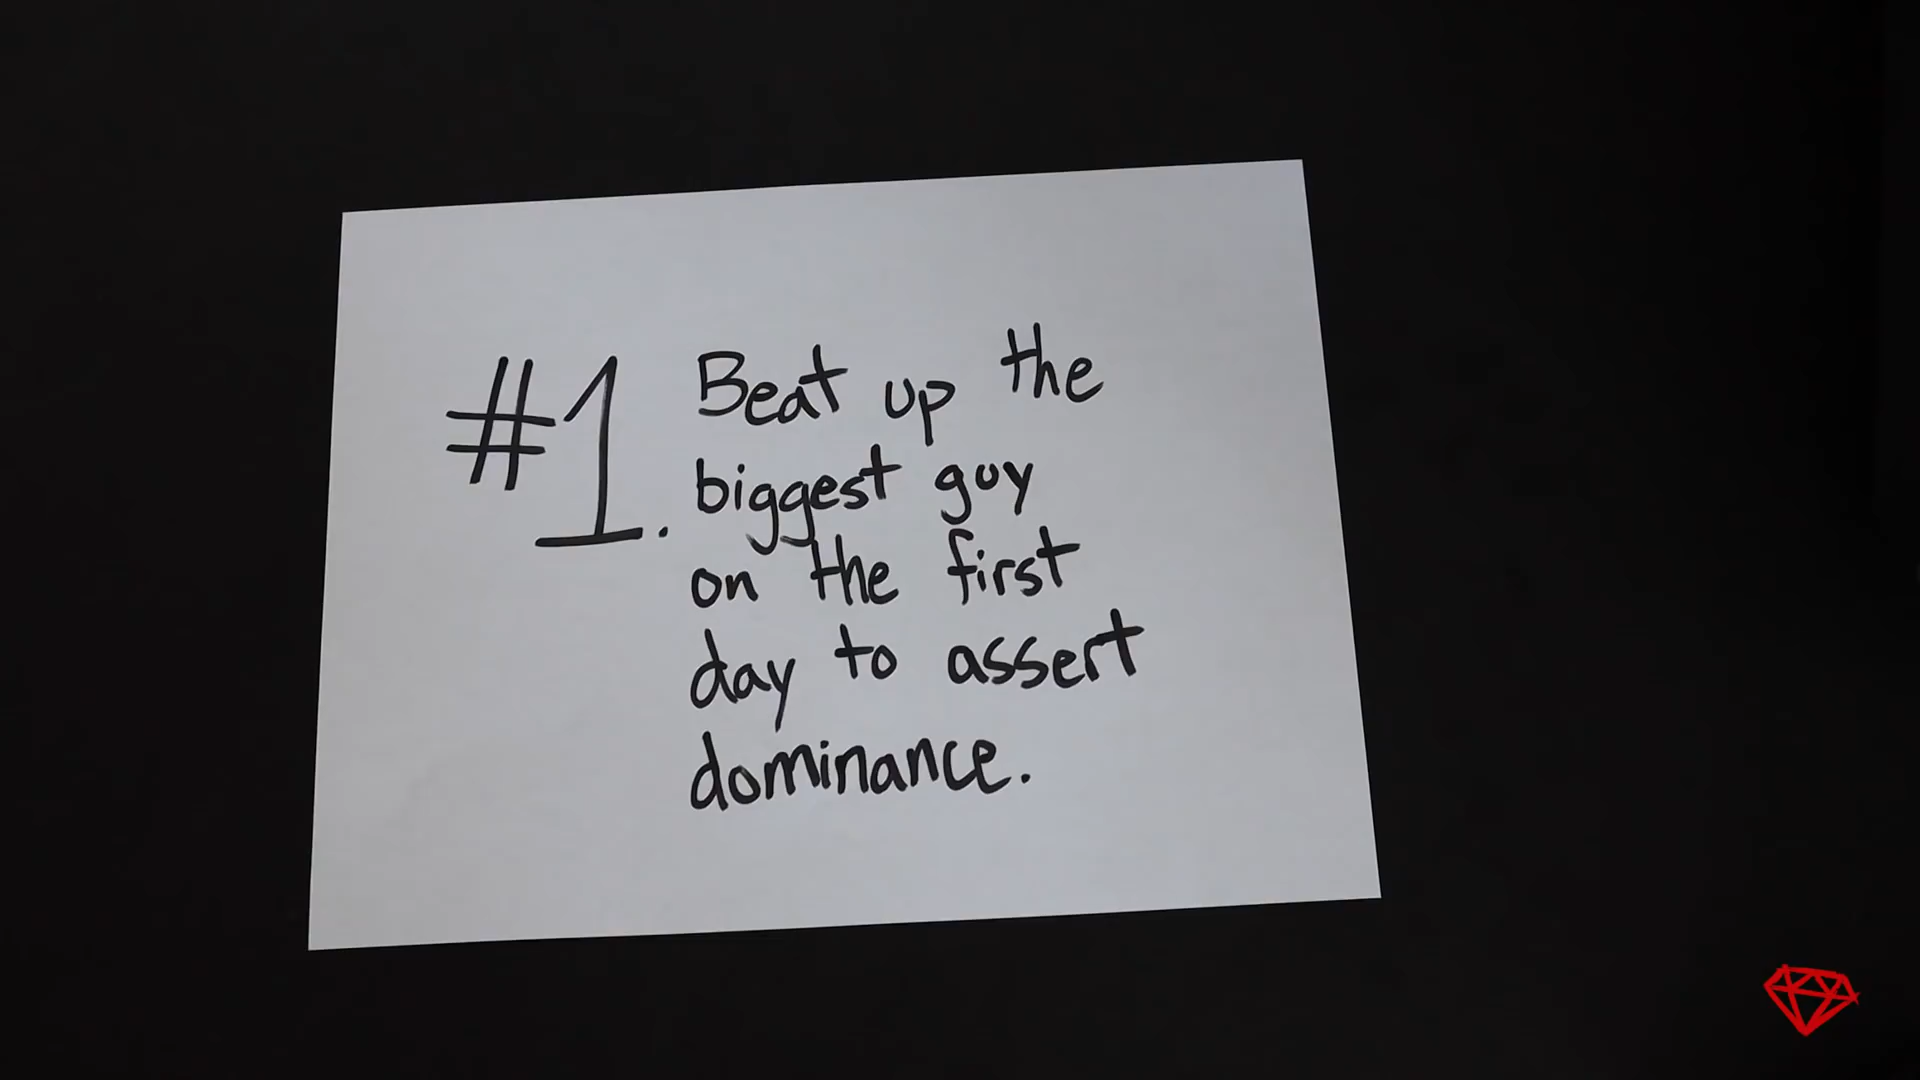 #1. Beat up the
biggest guy
on the first
day to assert
dominance.